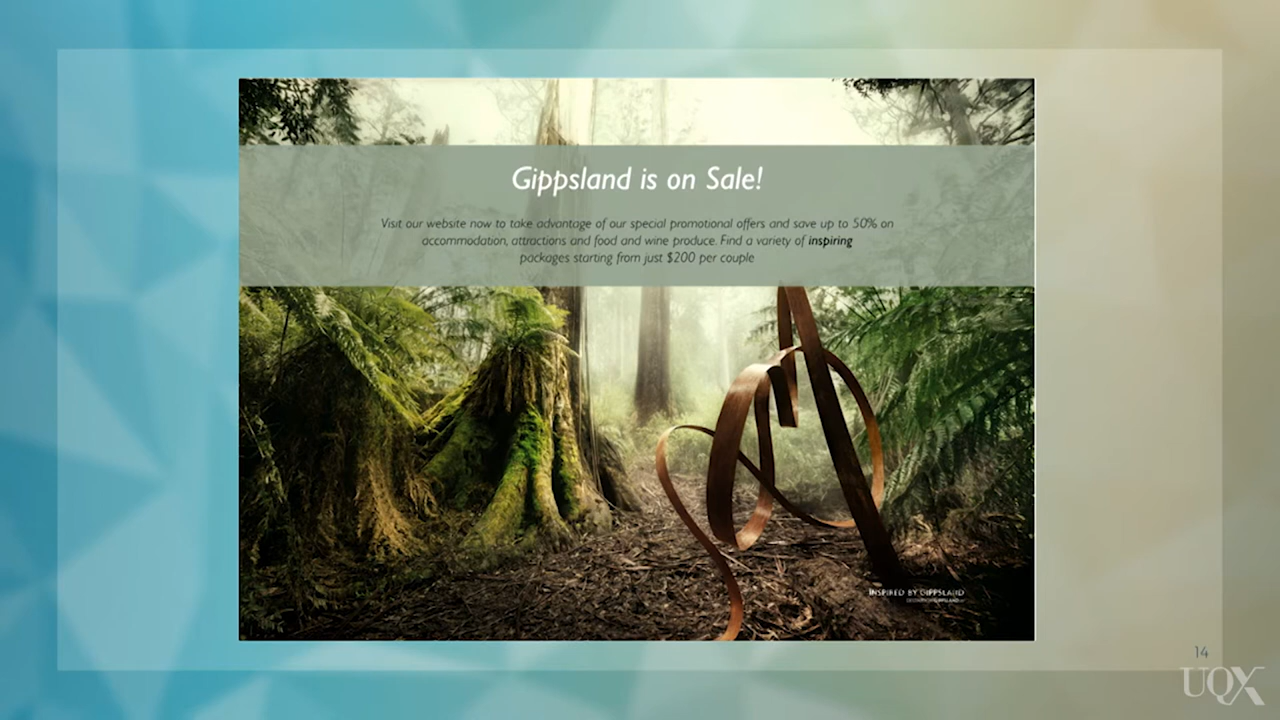 Gippsland is on Sale!
Visit our website now to take advantage of our special promotional offers and save up to 50% on
accommodation, attractions and food and wine produce. Find a variety of inspiring
packages starting from just $200 per couple
INSPIRED BY GIPPSLAND
14
UQX